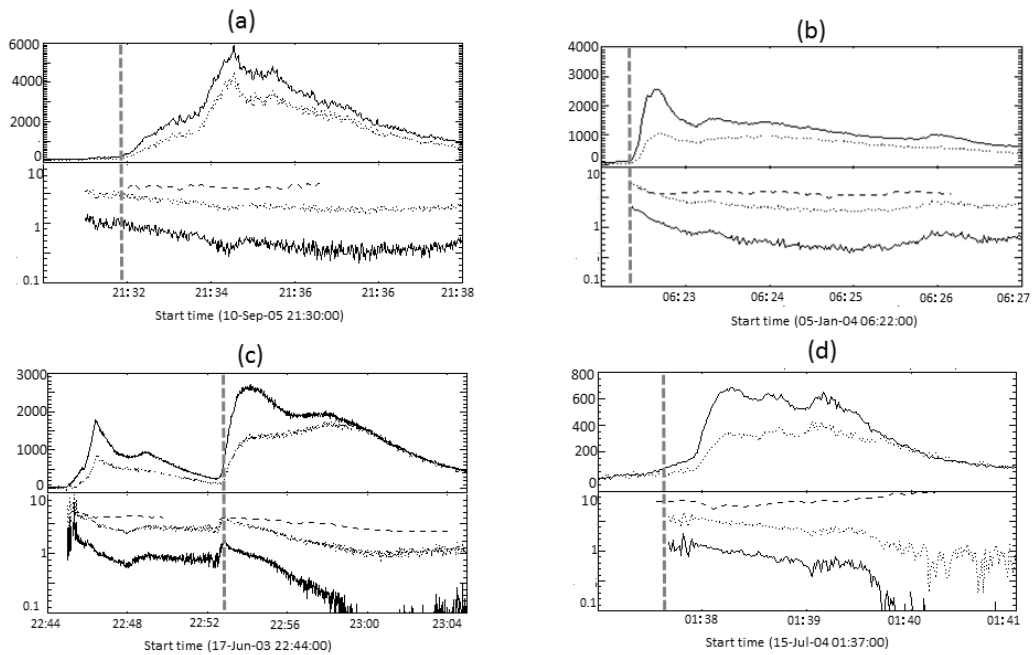 (a)
6000
4000
2000
0
10
1
0.1
21:32 21:34 21:36 21:36 21:38
Start time (10-Sep-05 21:30:00)
(b)
4000
3000
2000
1000
0
10
1
0.1
06:23 06:24 06:25 06:26 06:27
Start time (05-Jan-04 06:22:00)
(c)
3000
2000
1000
0
10
1
0.1
22:44 22:48 22:52 22:56 23:00 23:04
Start time (17-Jun-03 22:44:00)
(d)
800
600
400
200
0
10
1
0.1
01:38 01:39 01:40 01:41
Start time (15-Jul-04 01:37:00)